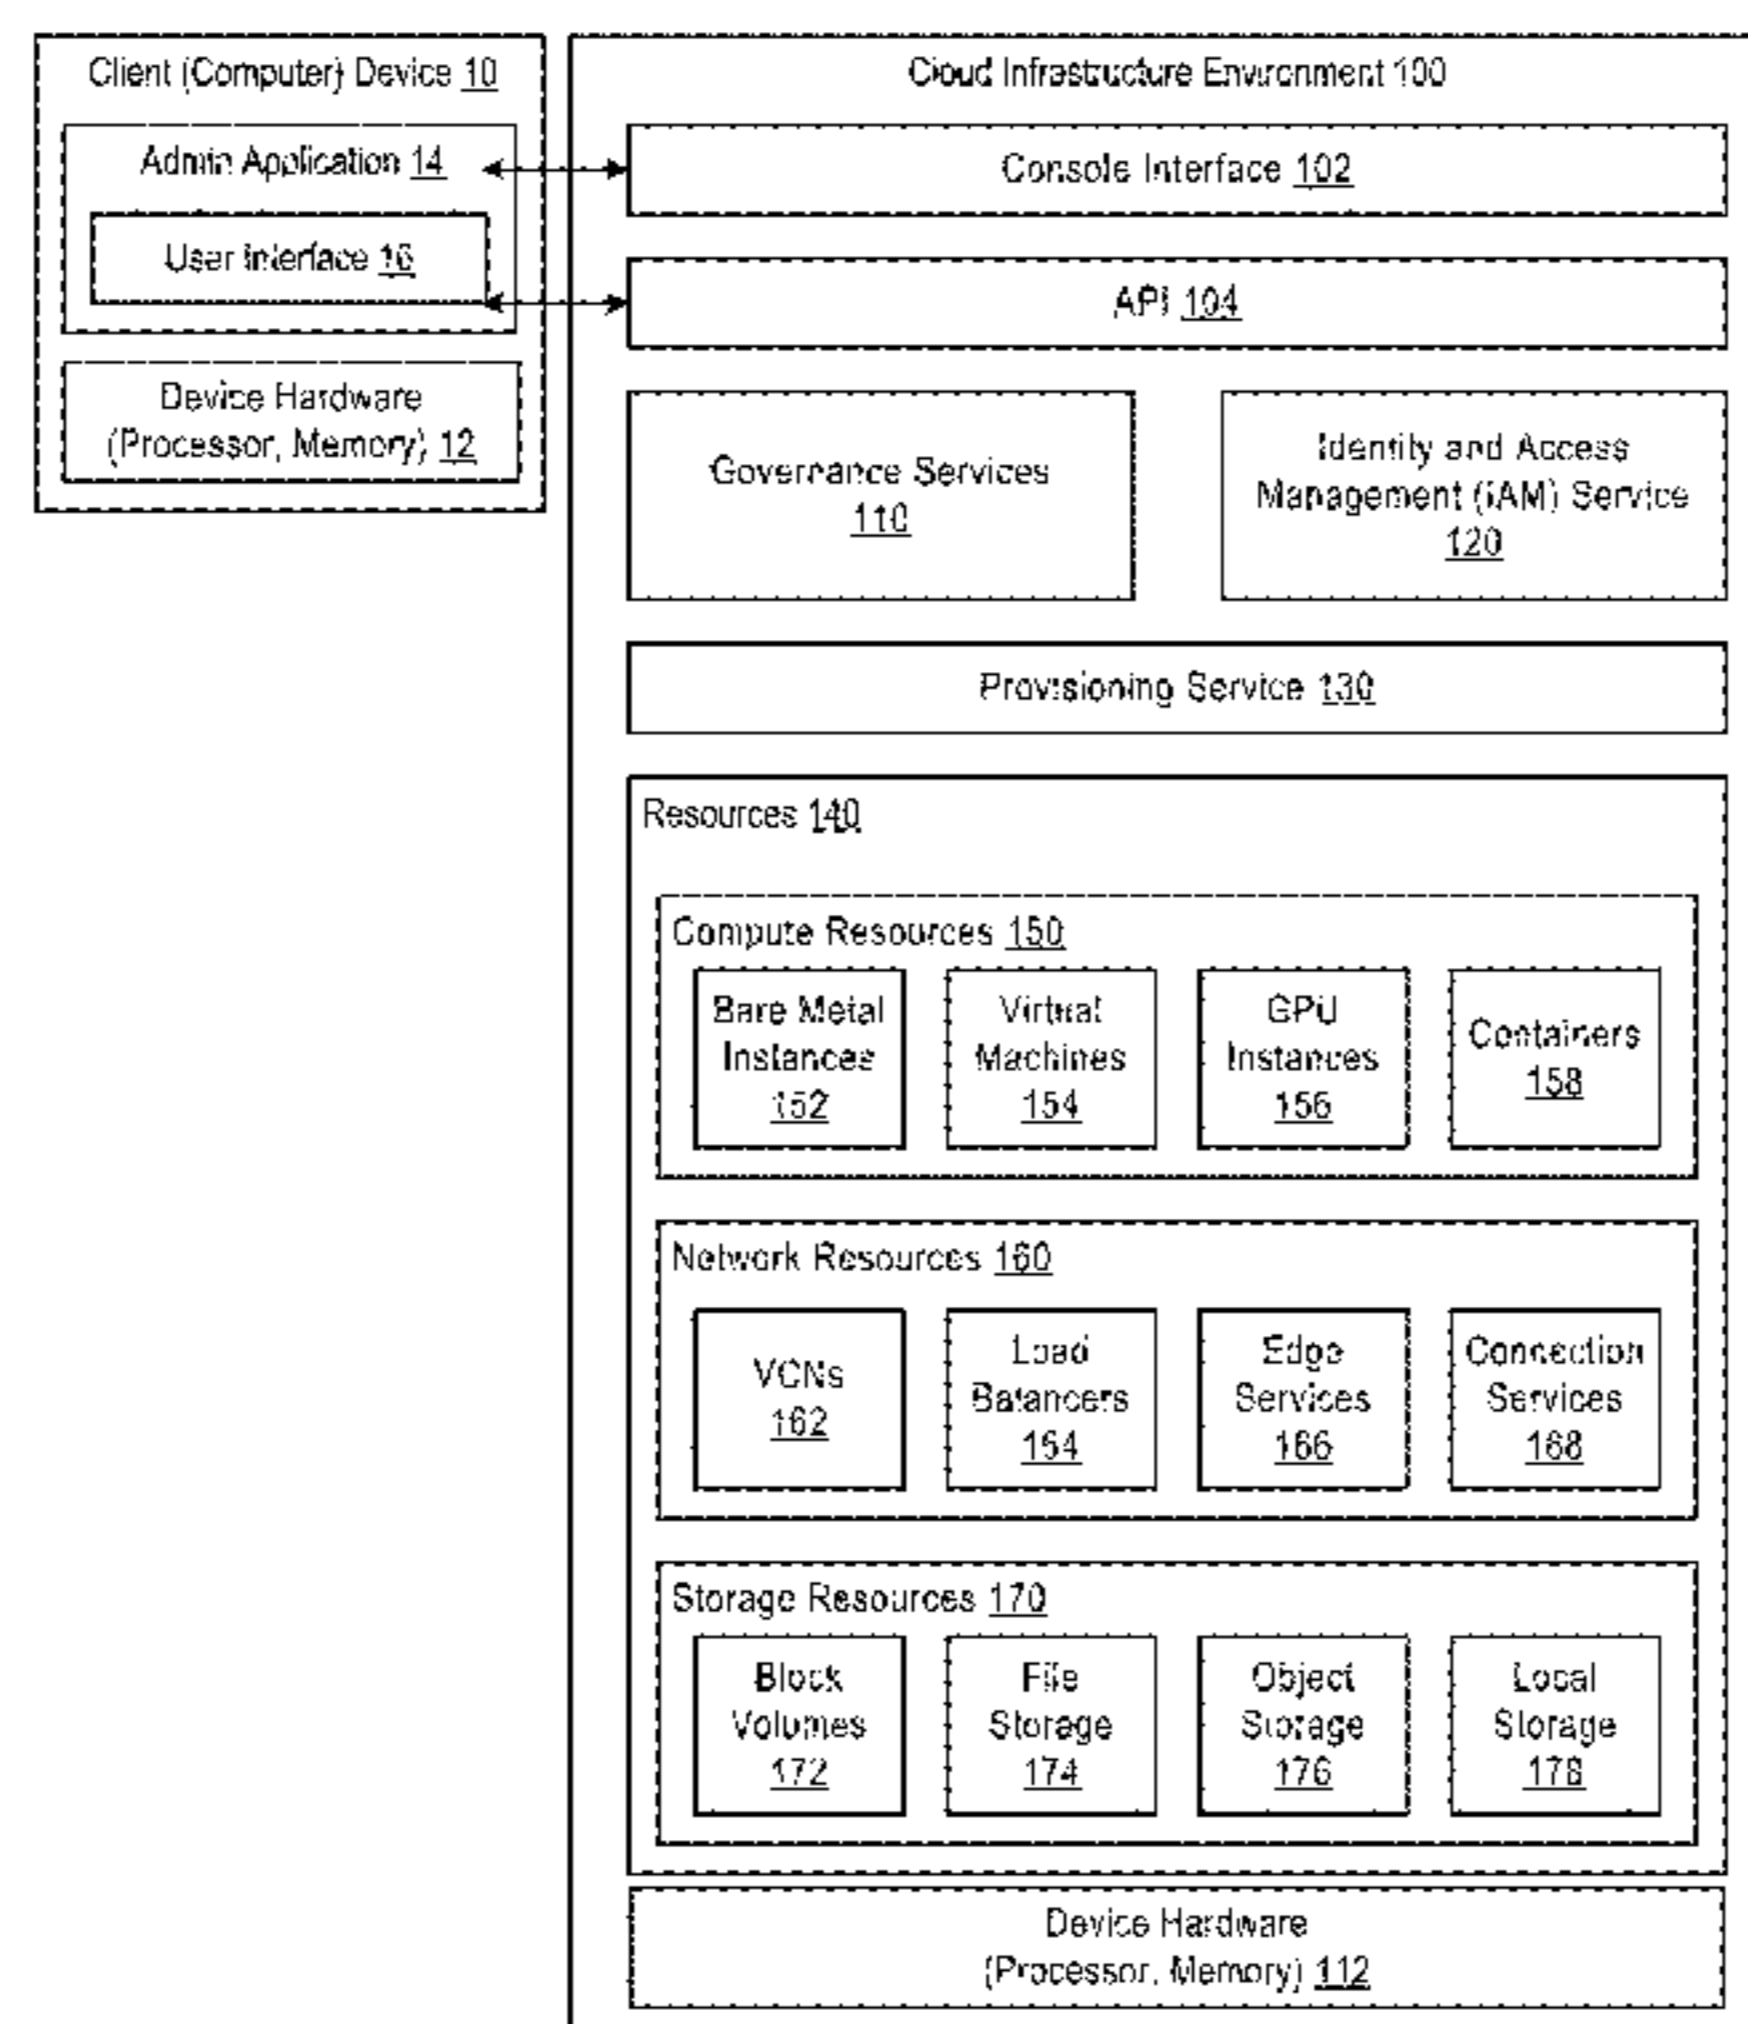 Client (Computer) Device 10
Admin Application 14
User Interface 16
Device Hardware
(Processor, Memory) 12
Cloud Infrastructure Environment 100
Console Interface 102
API 104
Governance Services
110
Identity and Access
Management (IAM) Service
120
Provisioning Service 130
Resources 140
Compute Resources 150
Bare Metal
Instances
152
Virtual
Machines
154
GPU
Instances
156
Containers
158
Network Resources 160
VCNs
162
Load
Balancers
164
Edge
Services
166
Connection
Services
168
Storage Resources 170
Block
Volumes
172
File
Storage
174
Object
Storage
176
Local
Storage
178
Device Hardware
(Processor, Memory) 112